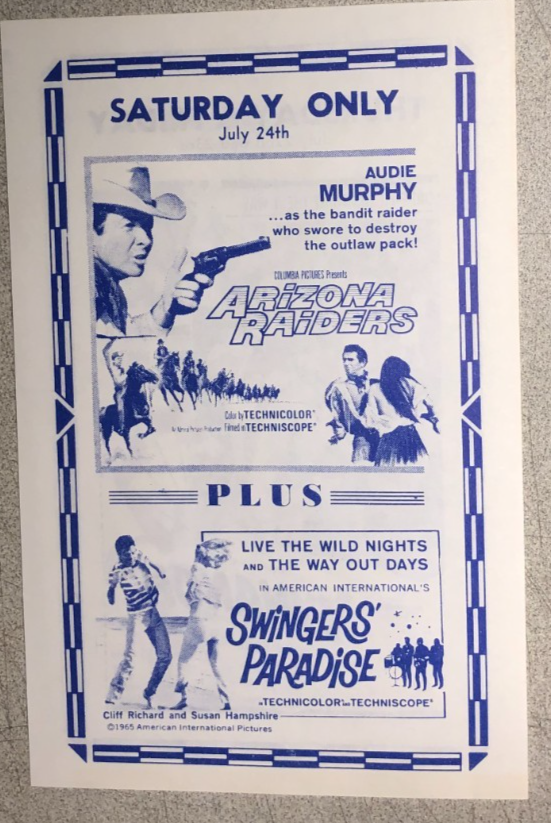 SATURDAY ONLY
July 24th
AUDIE
MURPHY
...as the bandit raider
who swore to destroy
the outlaw pack!
COLUMBIA PICTURES Presents
ARIZONA
RAIDERS
Color by TECHNICOLOR®
Filmed in TECHNISCOPE®
PLUS
LIVE THE WILD NIGHTS
AND THE WAY OUT DAYS
IN AMERICAN INTERNATIONAL'S
SWINGERS'
PARADISE
IN TECHNICOLOR® AND TECHNISCOPE®
Cliff Richard and Susan Hampshire
©1965 American International Pictures